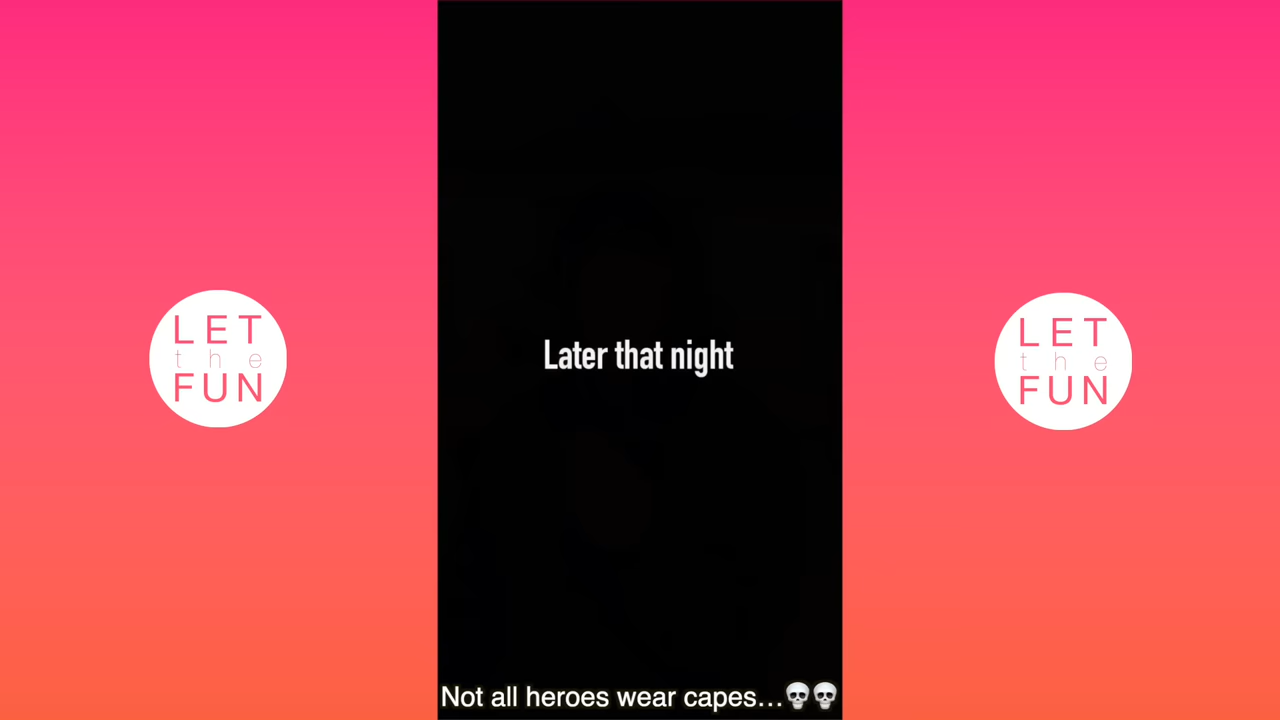 LET
the
FUN
Later that night
LET
the
FUN
Not all heroes wear capes...💀💀